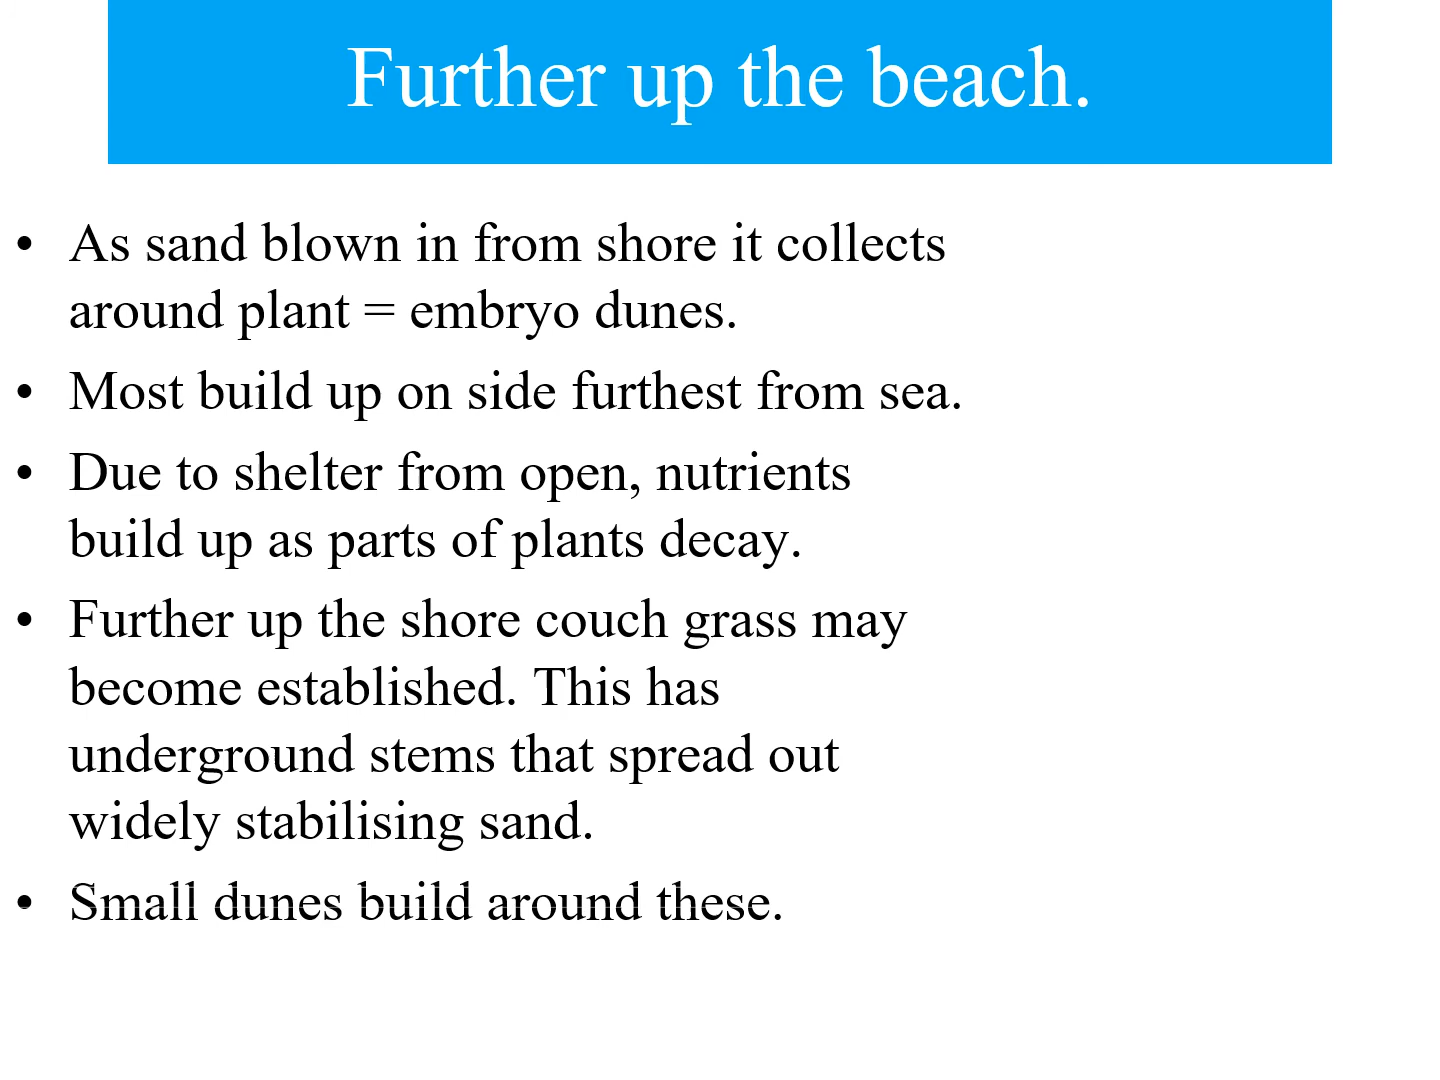 Further up the beach.
• As sand blown in from shore it collects
around plant = embryo dunes.
• Most build up on side furthest from sea.
• Due to shelter from open, nutrients
build up as parts of plants decay.
• Further up the shore couch grass may
become established. This has
underground stems that spread out
widely stabilising sand.
• Small dunes build around these.